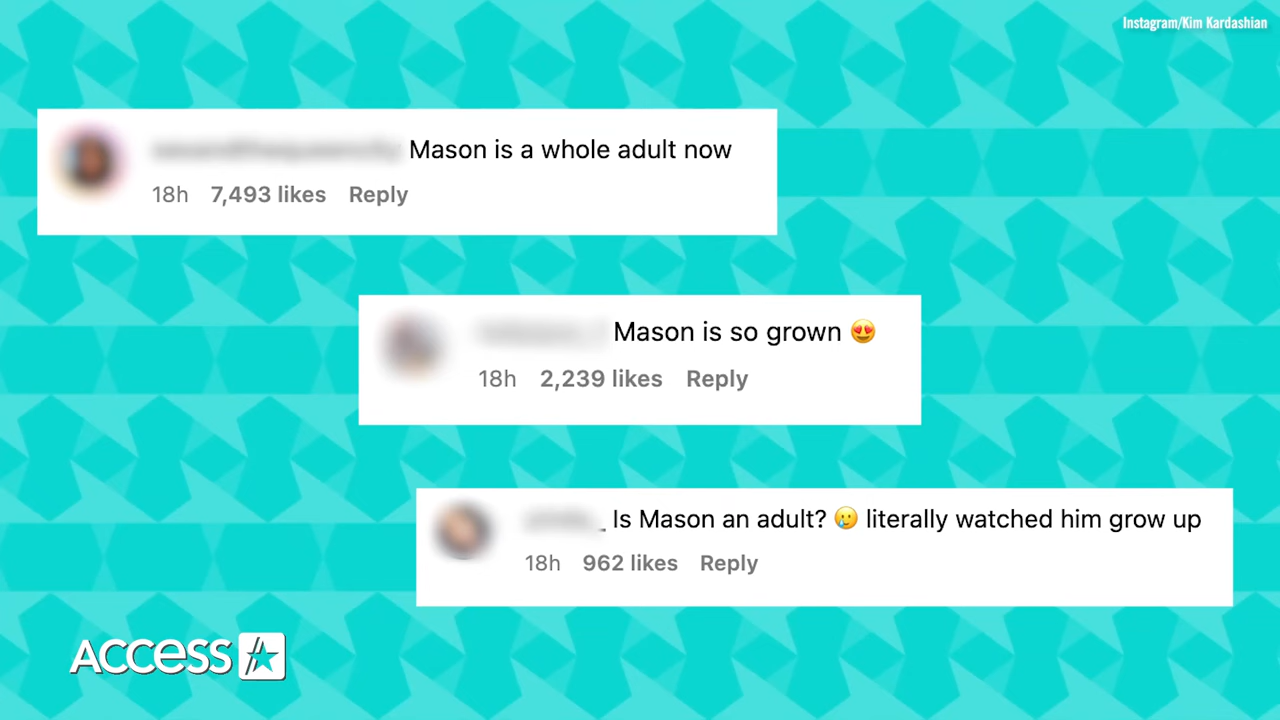 Instagram/Kim Kardashian
Mason is a whole adult now
18h 7,493 likes Reply
Mason is so grown 😍
18h 2,239 likes Reply
Is Mason an adult? 🥲 literally watched him grow up
18h 962 likes Reply
ACCESS